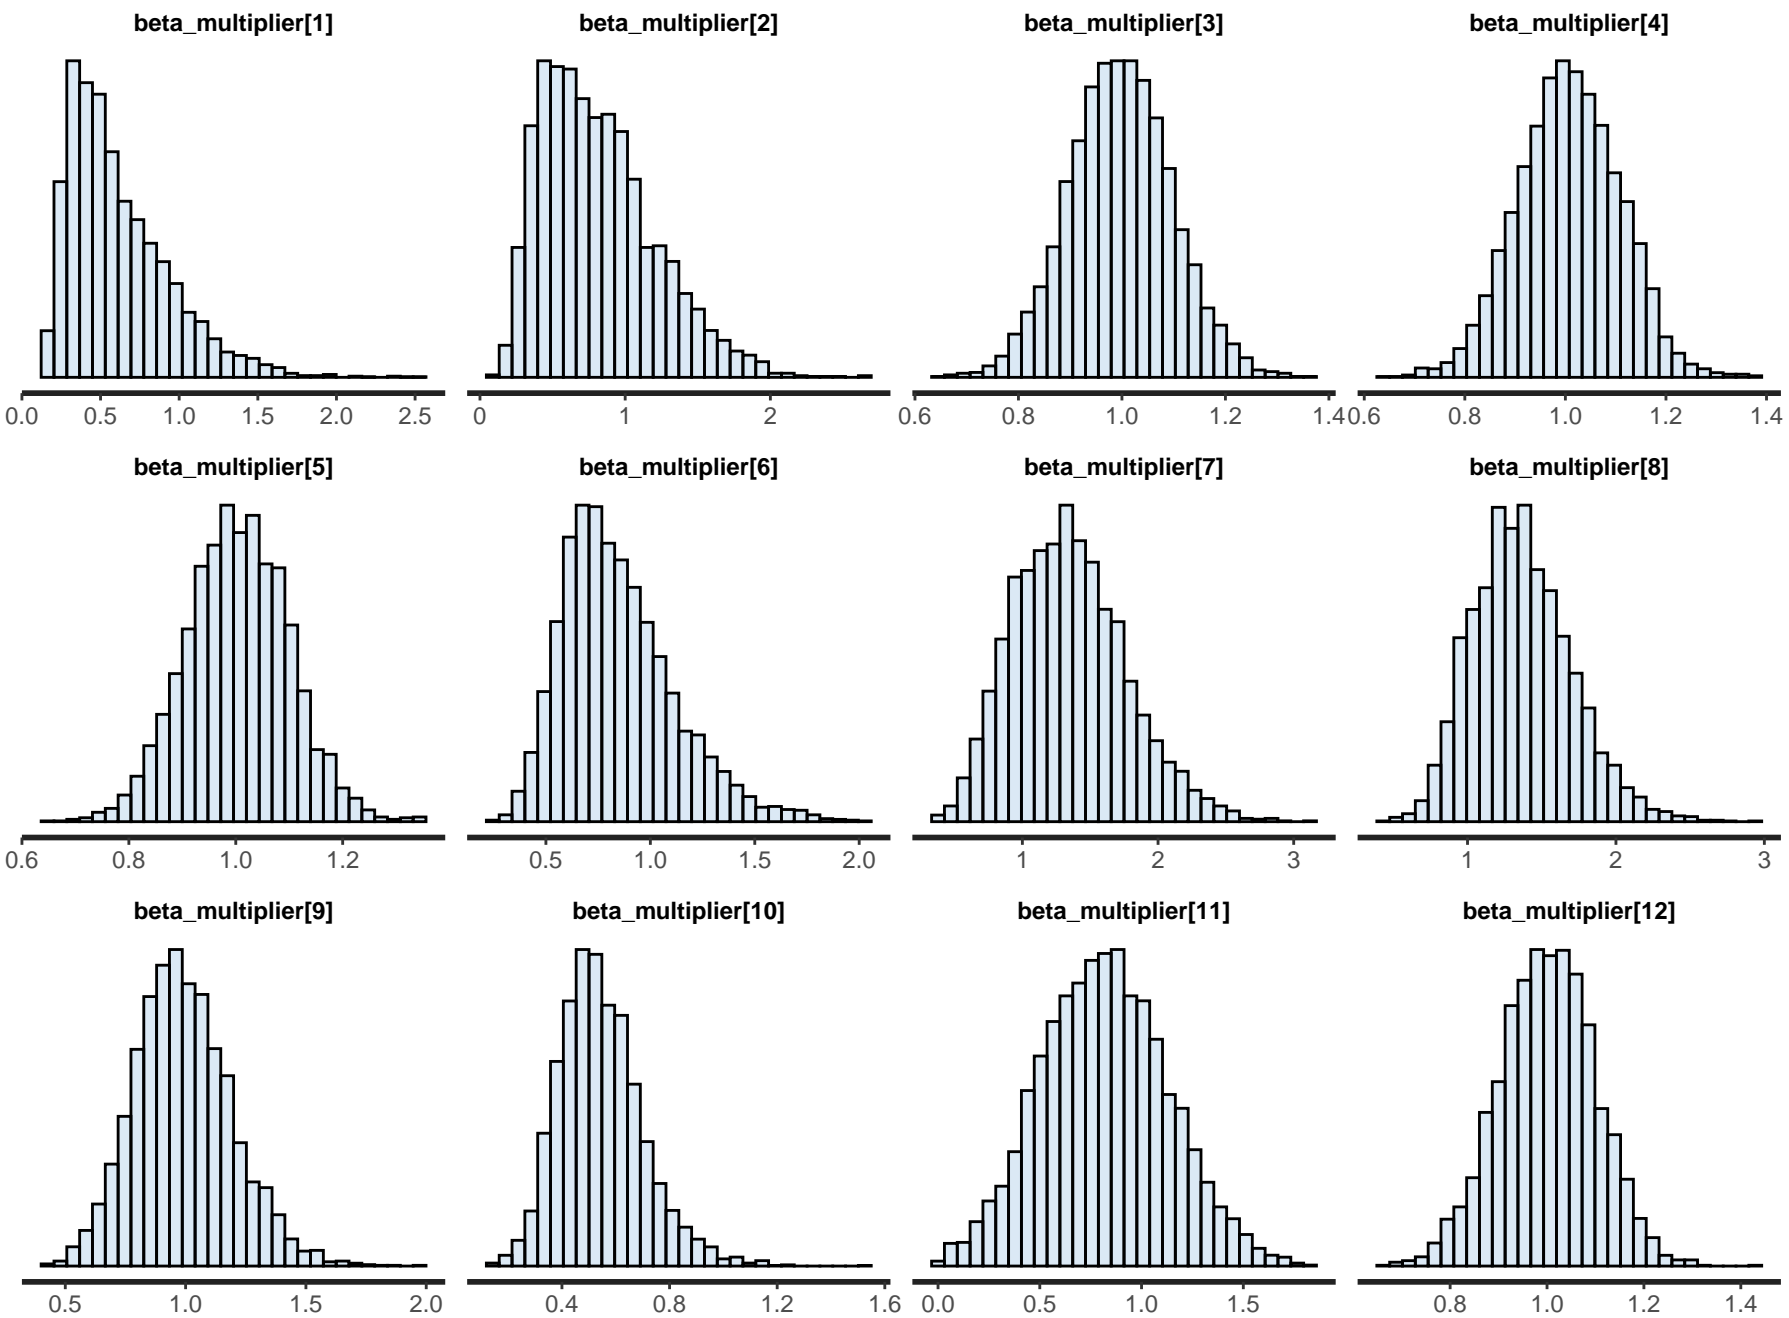 beta_multiplier[1] beta_multiplier[2] beta_multiplier[3] beta_multiplier[4]
0.0 0.5 1.0 1.5 2.0 2.5 0 1 2 0.6 0.8 1.0 1.2 1.4 0.6 0.8 1.0 1.2 1.4
beta_multiplier[5] beta_multiplier[6] beta_multiplier[7] beta_multiplier[8]
0.6 0.8 1.0 1.2 0.5 1.0 1.5 2.0 1 2 3 1 2 3
beta_multiplier[9] beta_multiplier[10] beta_multiplier[11] beta_multiplier[12]
0.5 1.0 1.5 2.0 0.4 0.8 1.2 1.6 0.0 0.5 1.0 1.5 0.8 1.0 1.2 1.4